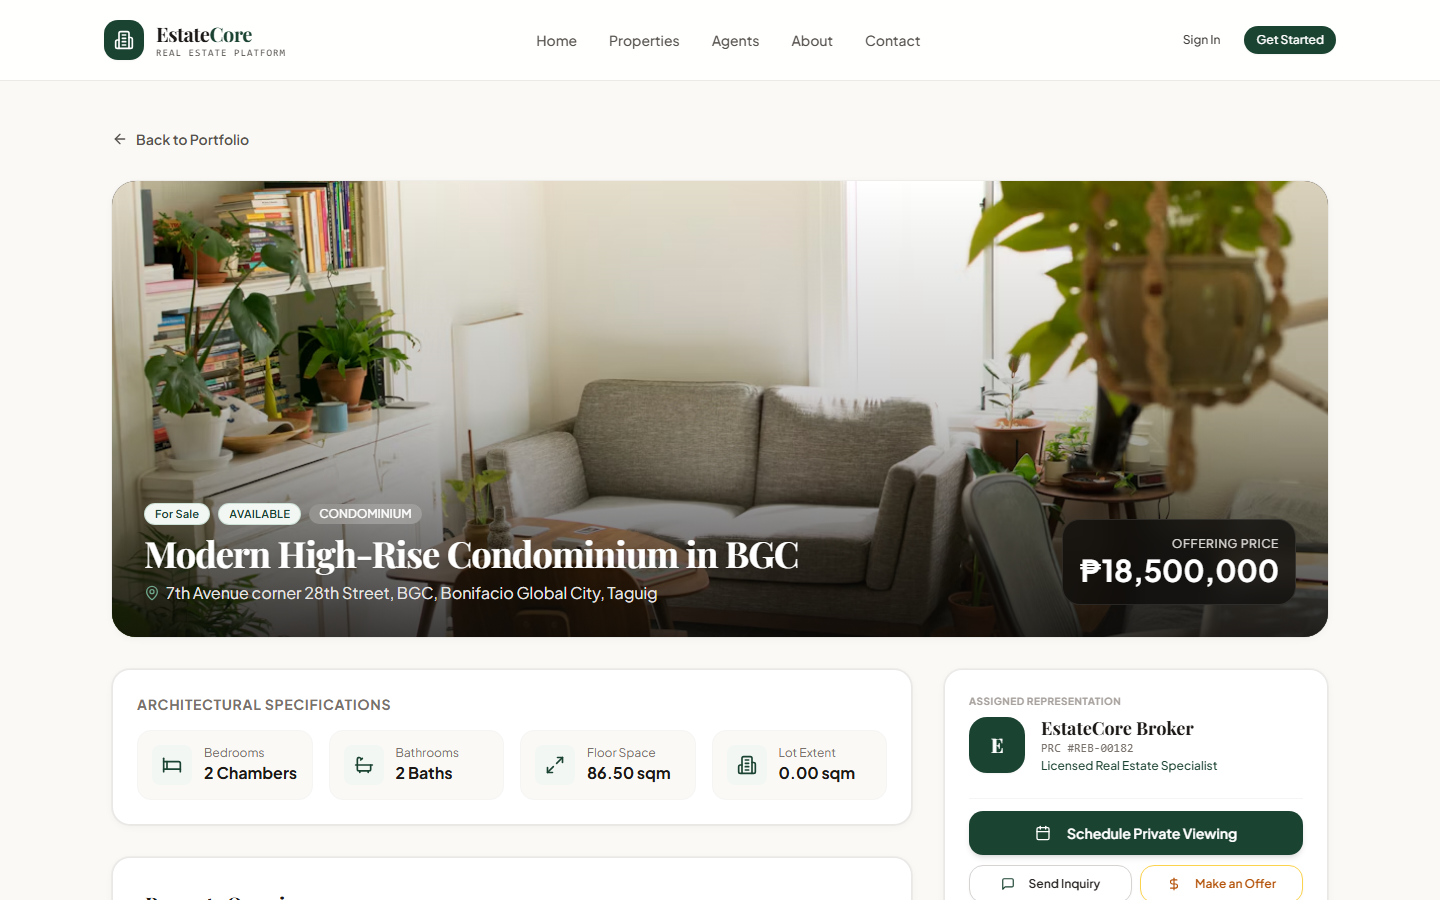 EstateCore
REAL ESTATE PLATFORM
Home
Properties
Agents
About
Contact
Sign In
Get Started
Back to Portfolio
For Sale
AVAILABLE
CONDOMINIUM
Modern High-Rise Condominium in BGC
7th Avenue corner 28th Street, BGC, Bonifacio Global City, Taguig
OFFERING PRICE
₱18,500,000
ARCHITECTURAL SPECIFICATIONS
Bedrooms
2 Chambers
Bathrooms
2 Baths
Floor Space
86.50 sqm
Lot Extent
0.00 sqm
ASSIGNED REPRESENTATION
E
EstateCore Broker
PRC #REB-00182
Licensed Real Estate Specialist
Schedule Private Viewing
Send Inquiry
Make an Offer